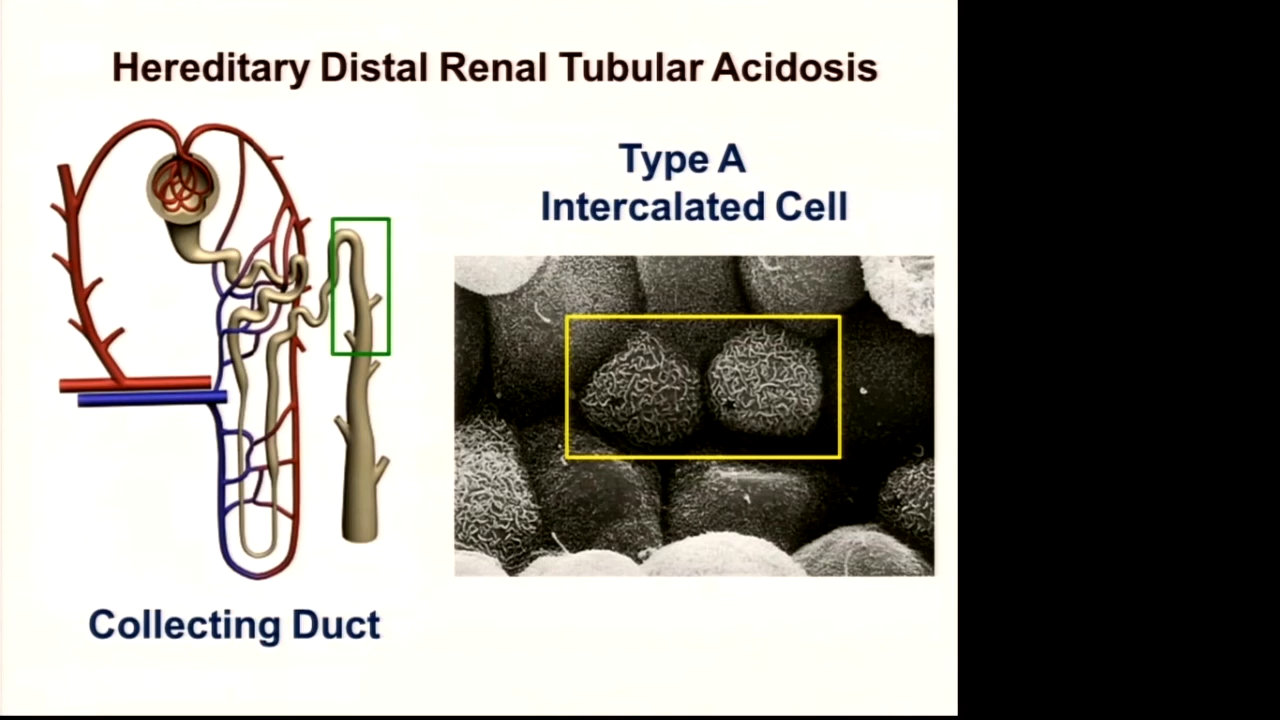 Hereditary Distal Renal Tubular Acidosis
Type A
Intercalated Cell
Collecting Duct